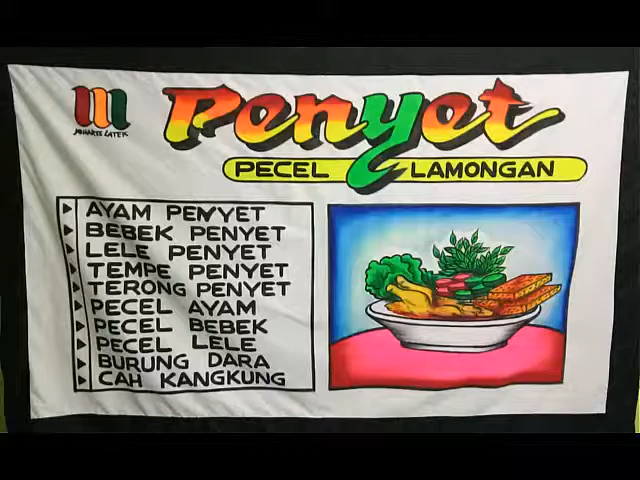 Penyet
PECEL LAMONGAN
AYAM PENYET
BEBEK PENYET
LELE PENYET
TEMPE PENYET
TERONG PENYET
PECEL AYAM
PECEL BEBEK
PECEL LELE
BURUNG DARA
CAH KANGKUNG